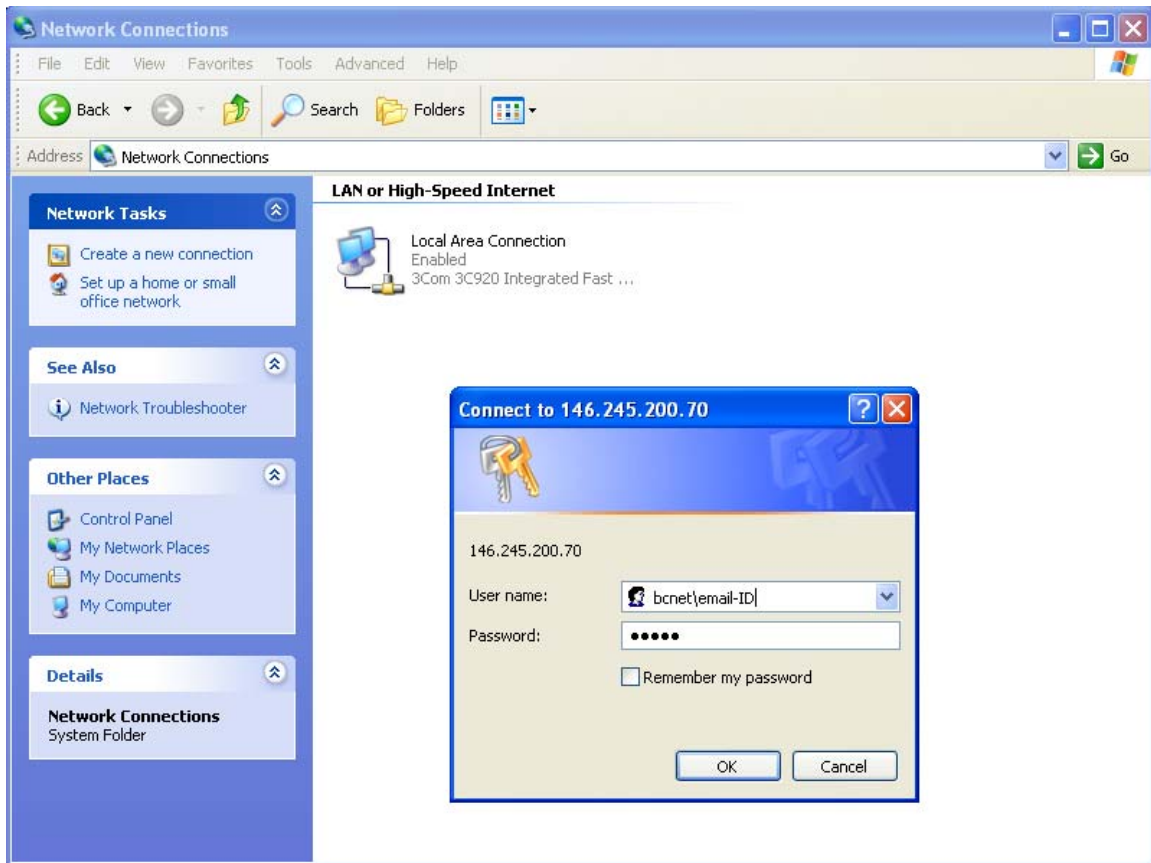 Network Connections
File Edit View Favorites Tools Advanced Help
Back Search Folders
Address Network Connections Go
Network Tasks
Create a new connection
Set up a home or small
office network
See Also
Network Troubleshooter
Other Places
Control Panel
My Network Places
My Documents
My Computer
Details
Network Connections
System Folder
LAN or High-Speed Internet
Local Area Connection
Enabled
3Com 3C920 Integrated Fast ...
Connect to 146.245.200.70
146.245.200.70
User name: bcnet\email-ID
Password: •••••
Remember my password
OK Cancel